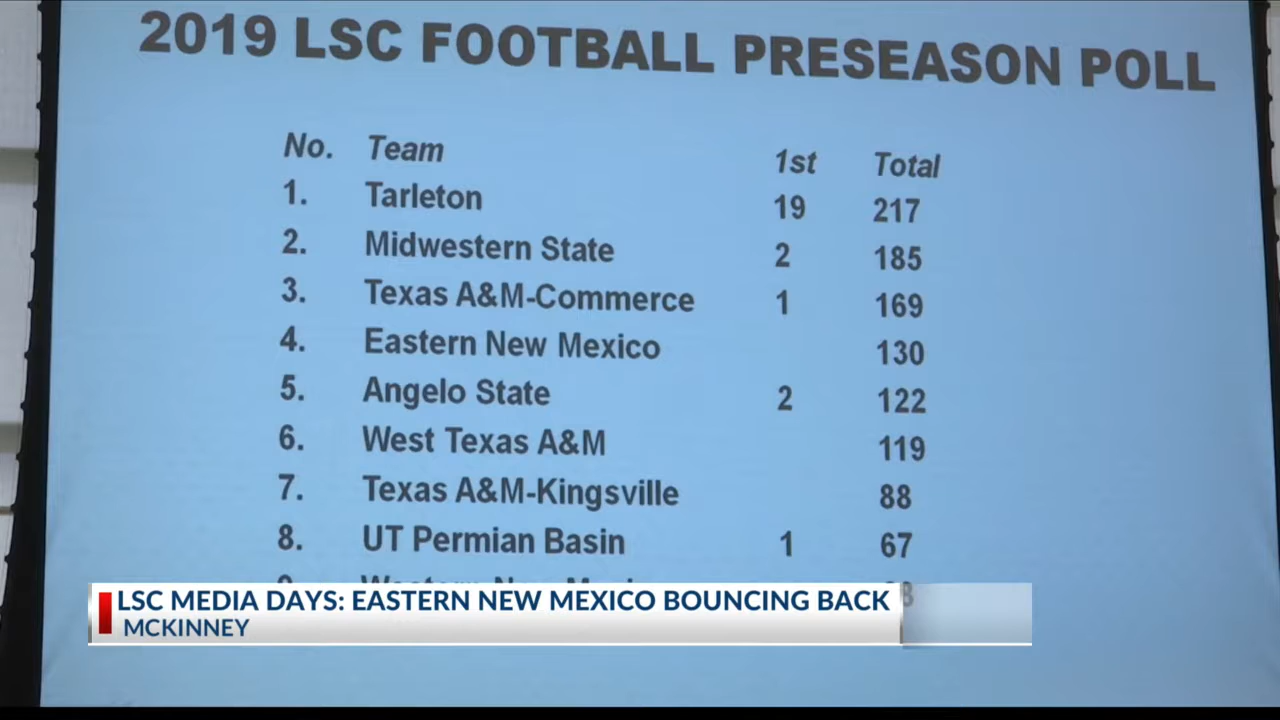 2019 LSC FOOTBALL PRESEASON POLL
No. Team 1st Total
1. Tarleton 19 217
2. Midwestern State 2 185
3. Texas A&M-Commerce 1 169
4. Eastern New Mexico 130
5. Angelo State 2 122
6. West Texas A&M 119
7. Texas A&M-Kingsville 88
8. UT Permian Basin 1 67
LSC MEDIA DAYS: EASTERN NEW MEXICO BOUNCING BACK
MCKINNEY